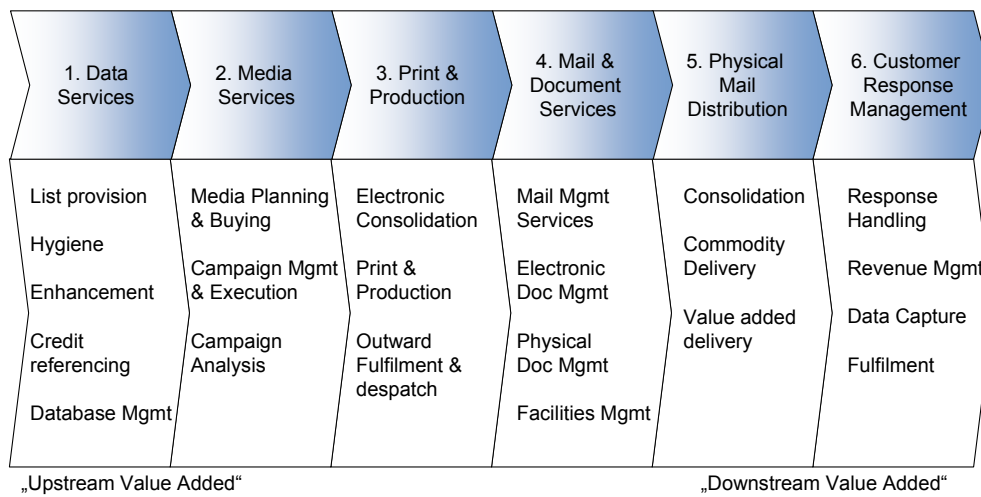 1. Data
Services
2. Media
Services
3. Print &
Production
4. Mail &
Document
Services
5. Physical
Mail
Distribution
6. Customer
Response
Management
List provision
Hygiene
Enhancement
Credit
referencing
Database Mgmt
Media Planning
& Buying
Campaign Mgmt
& Execution
Campaign
Analysis
Electronic
Consolidation
Print &
Production
Outward
Fulfilment &
despatch
Mail Mgmt
Services
Electronic
Doc Mgmt
Physical
Doc Mgmt
Facilities Mgmt
Consolidation
Commodity
Delivery
Value added
delivery
Response
Handling
Revenue Mgmt
Data Capture
Fulfilment
„Upstream Value Added“
„Downstream Value Added“